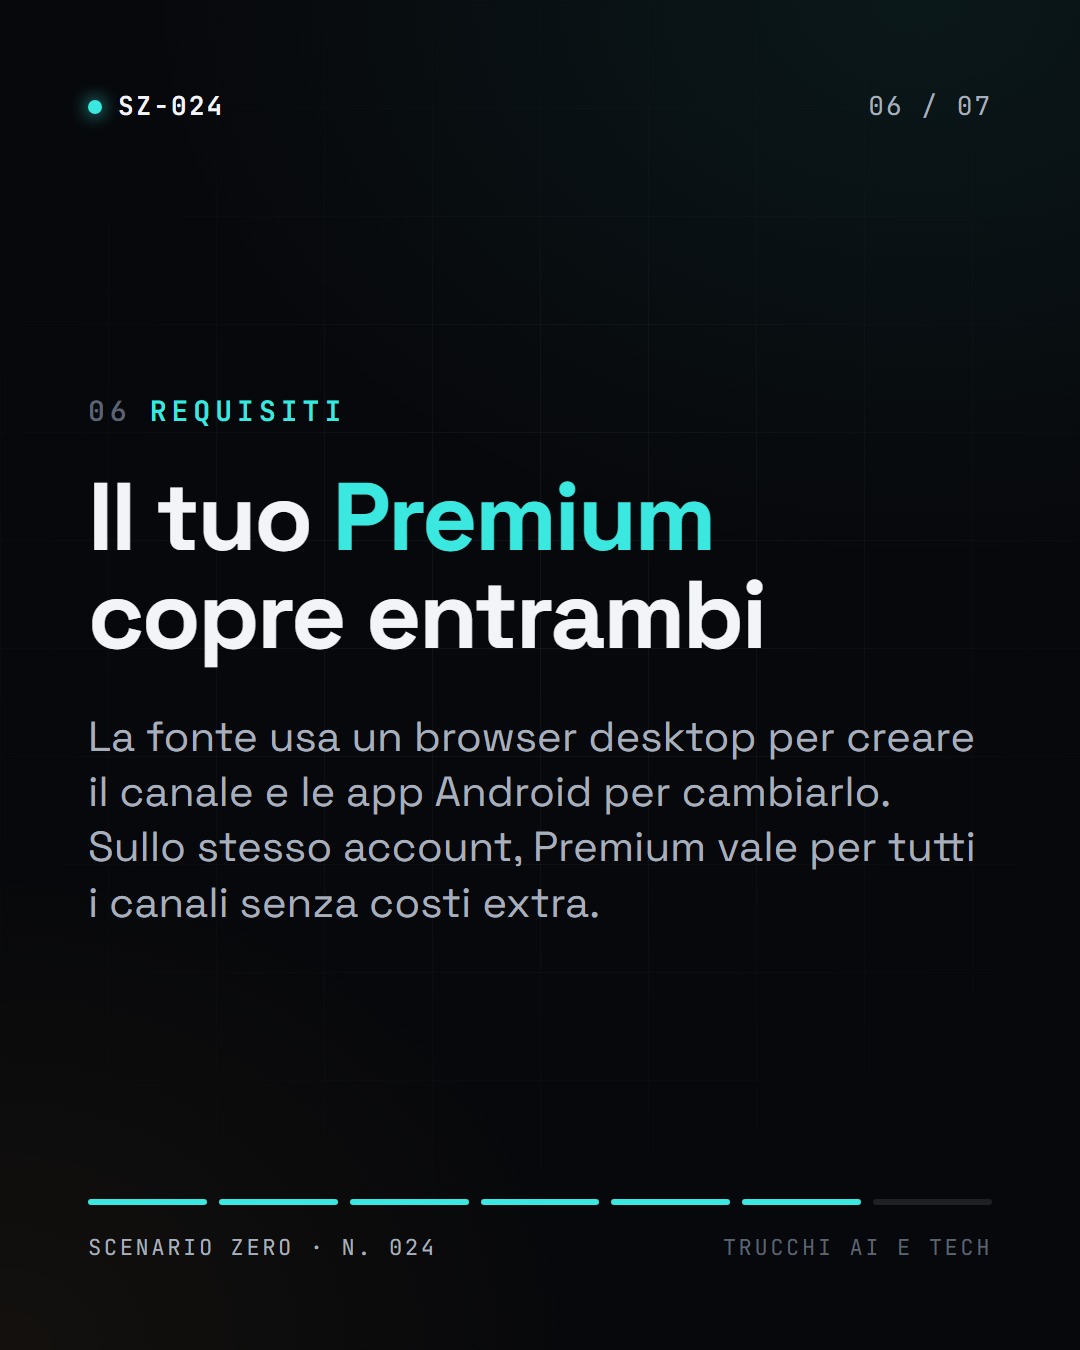 SZ-024
06 / 07
06 REQUISITI
Il tuo Premium
copre entrambi
La fonte usa un browser desktop per creare
il canale e le app Android per cambiarlo.
Sullo stesso account, Premium vale per tutti
i canali senza costi extra.
SCENARIO ZERO · N. 024
TRUCCHI AI E TECH